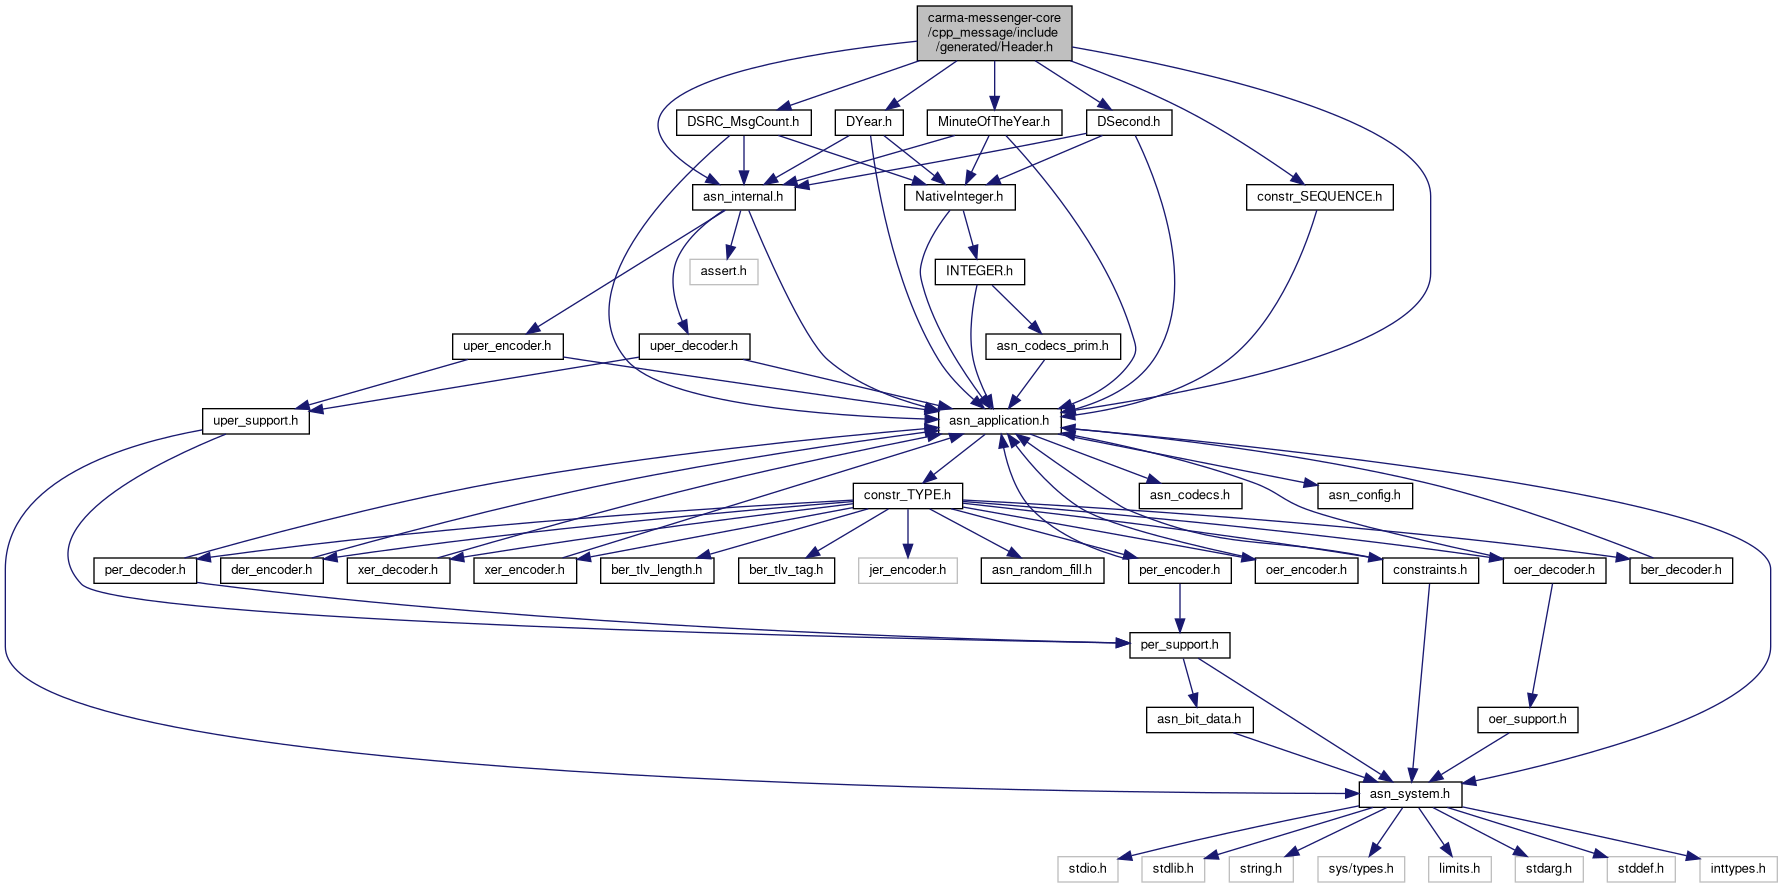 carma-messenger-core
/cpp_message/include
/generated/Header.h
DSRC_MsgCount.h
DYear.h
MinuteOfTheYear.h
DSecond.h
asn_internal.h
NativeInteger.h
constr_SEQUENCE.h
assert.h
INTEGER.h
uper_encoder.h
uper_decoder.h
asn_codecs_prim.h
uper_support.h
asn_application.h
constr_TYPE.h
asn_codecs.h
asn_config.h
per_decoder.h
der_encoder.h
xer_decoder.h
xer_encoder.h
ber_tlv_length.h
ber_tlv_tag.h
jer_encoder.h
asn_random_fill.h
per_encoder.h
oer_encoder.h
constraints.h
oer_decoder.h
ber_decoder.h
per_support.h
asn_bit_data.h
oer_support.h
asn_system.h
stdio.h
stdlib.h
string.h
sys/types.h
limits.h
stdarg.h
stddef.h
inttypes.h